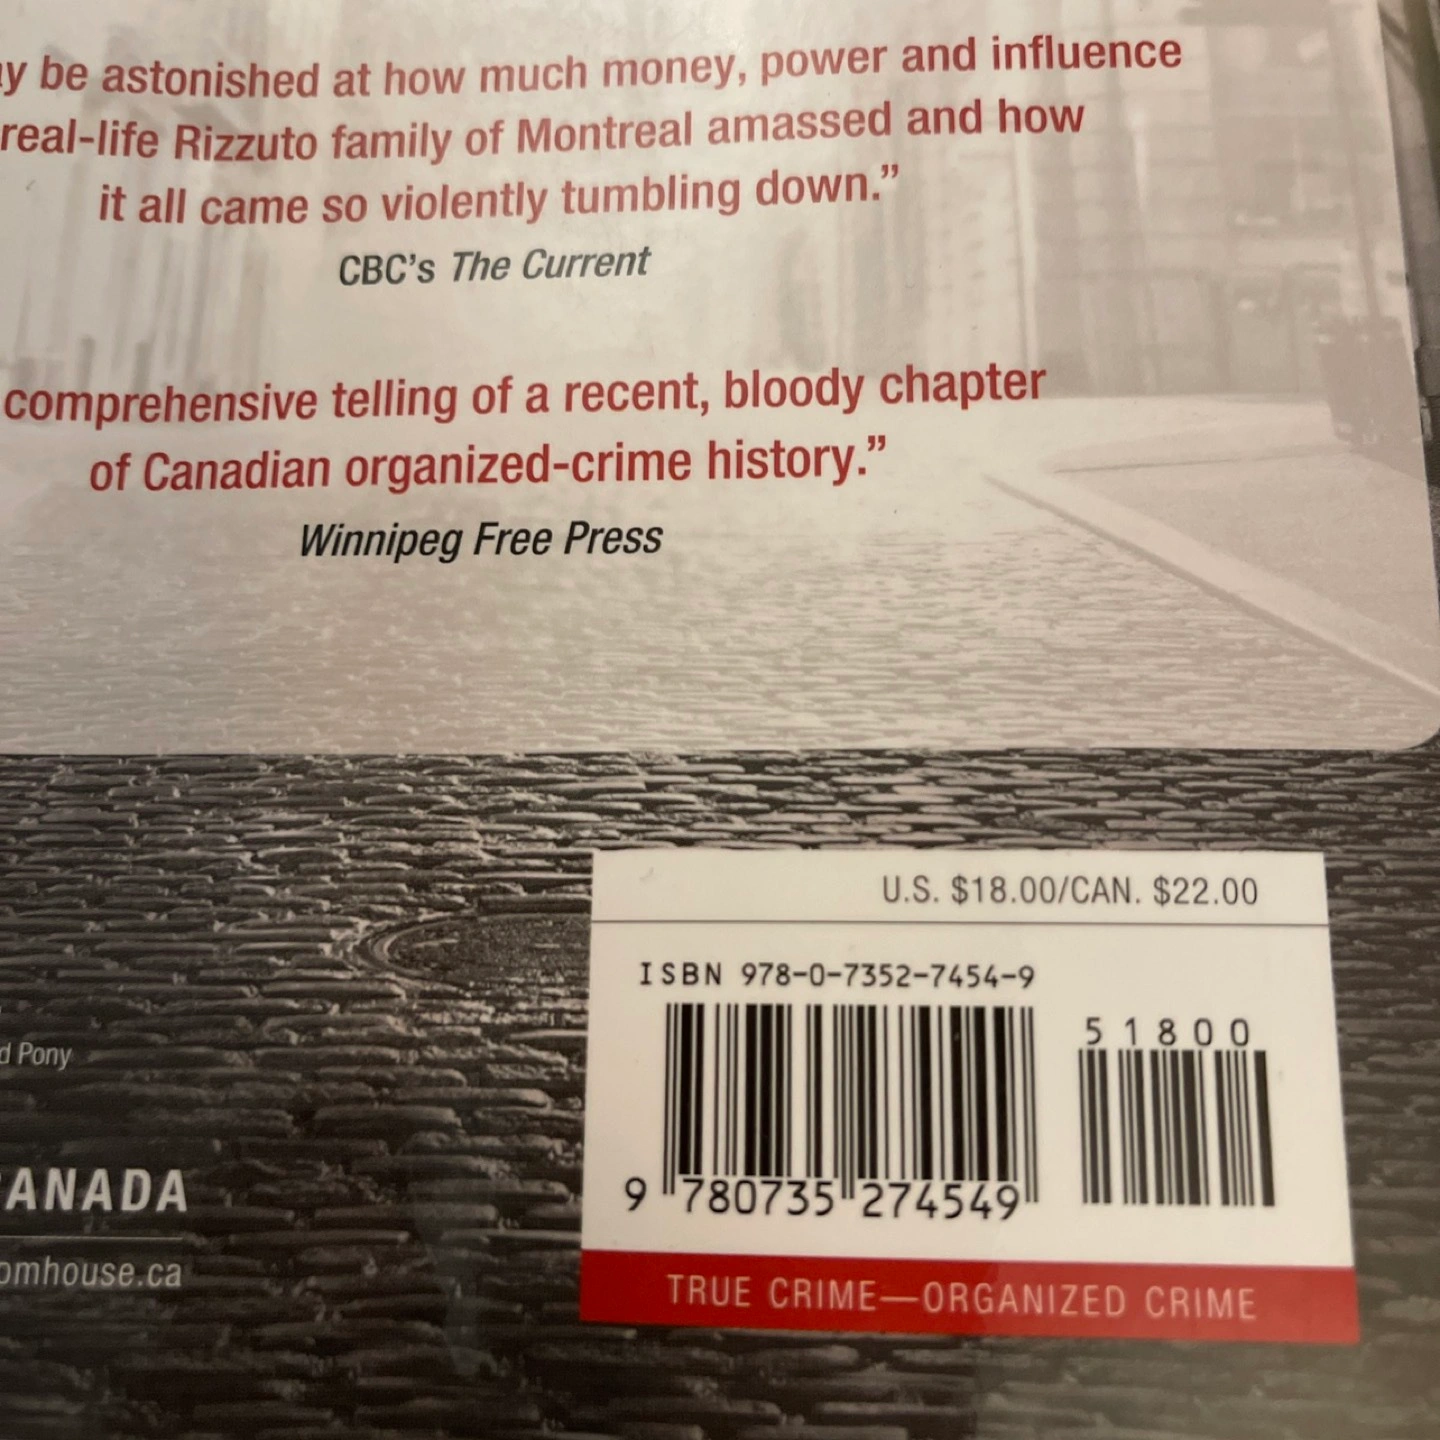 be astonished at how much money, power and influence
real-life Rizzuto family of Montreal amassed and how
it all came so violently tumbling down.”
CBC’s The Current
comprehensive telling of a recent, bloody chapter
of Canadian organized-crime history.”
Winnipeg Free Press
U.S. $18.00/CAN. $22.00
ISBN 978-0-7352-7454-9
51800
9 780735 274549
TRUE CRIME—ORGANIZED CRIME
d Pony
ANADA
omhouse.ca